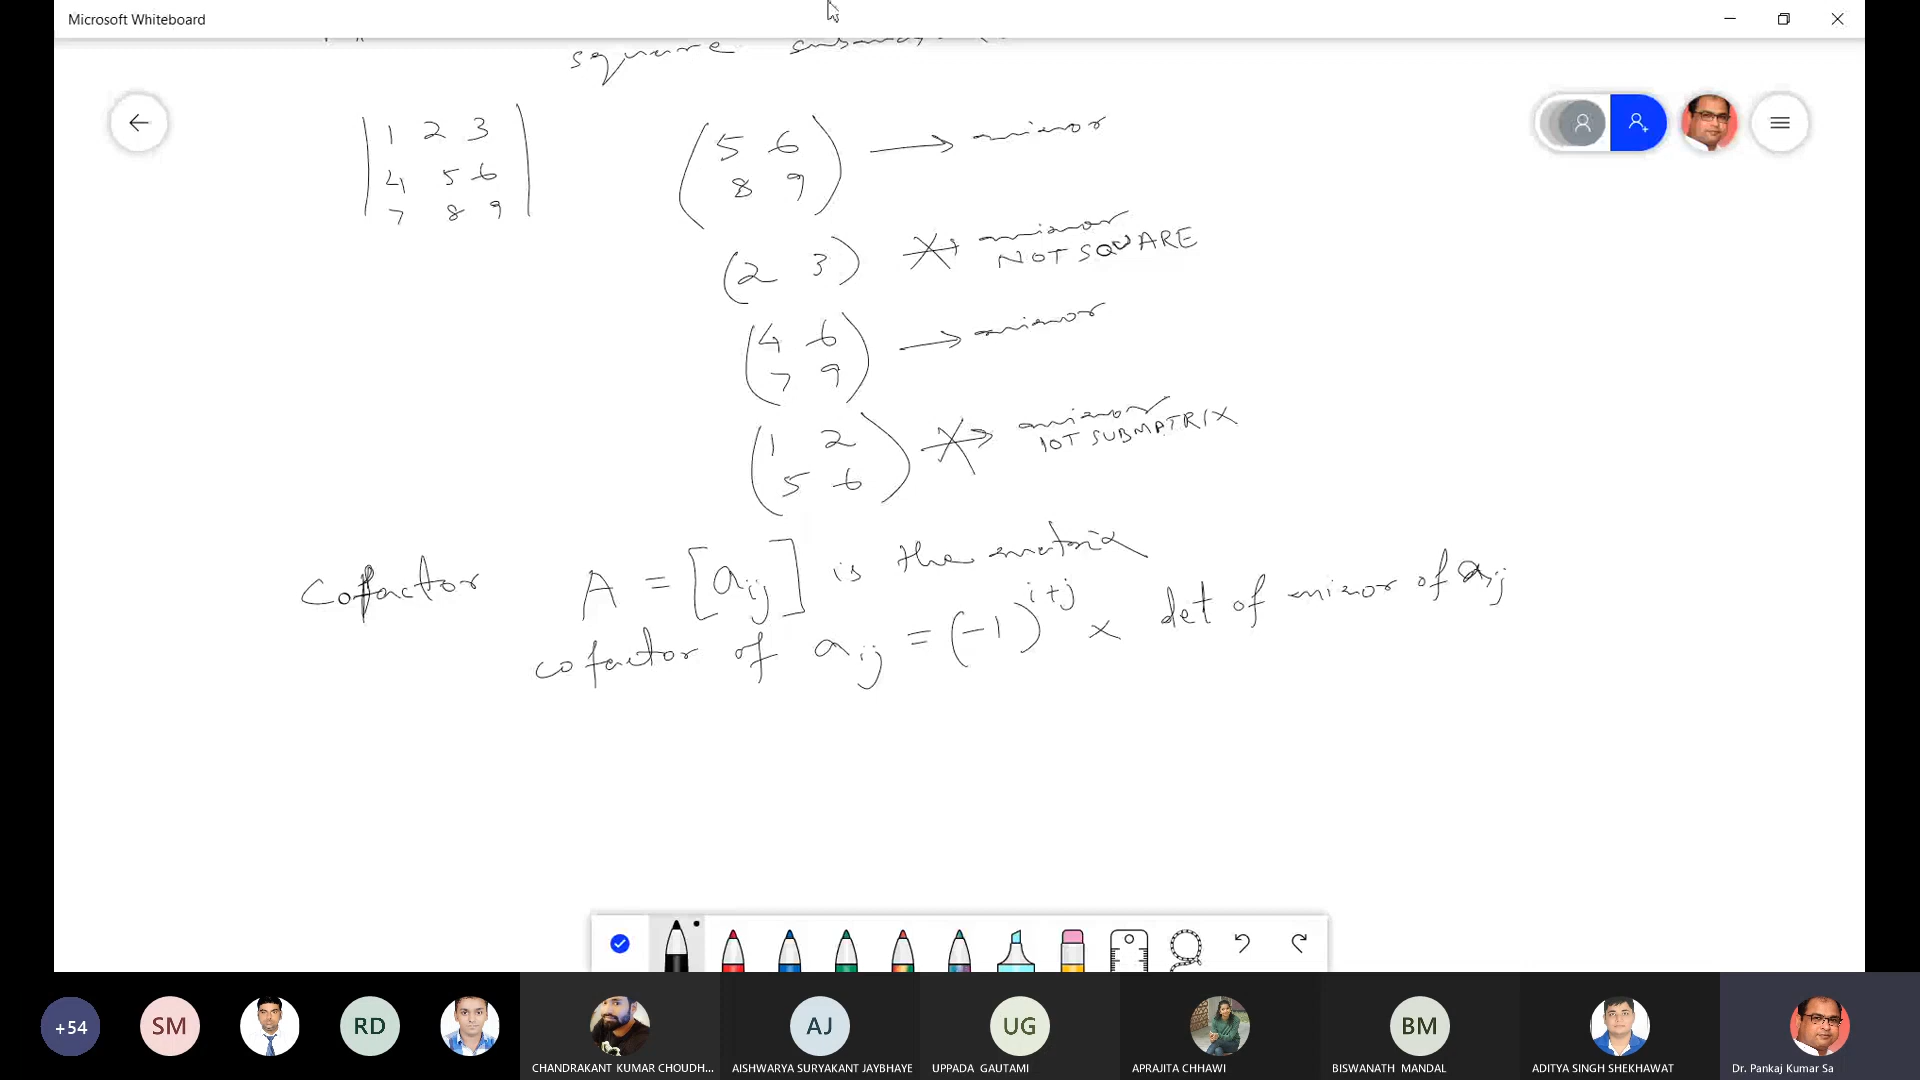 Microsoft Whiteboard
square
1 2 3
4 5 6
7 8 9
5 6 → minor
8 9
(2 3) minor
NOT SQUARE
4 6 → minor
7 9
1 2 → minor
5 6 IOT SUBMATRIX
Cofactor A = [aij] is the matrix
cofactor of aij = (-1)^i+j × det of minor of aij
+54
SM
RD
AJ
UG
BM
CHANDRAKANT KUMAR CHOUDH...
AISHWARYA SURYAKANT JAYBHAYE
UPPADA GAUTAMI
APRAJITA CHHAWI
BISWANATH MANDAL
ADITYA SINGH SHEKHAWAT
Dr. Pankaj Kumar Sa